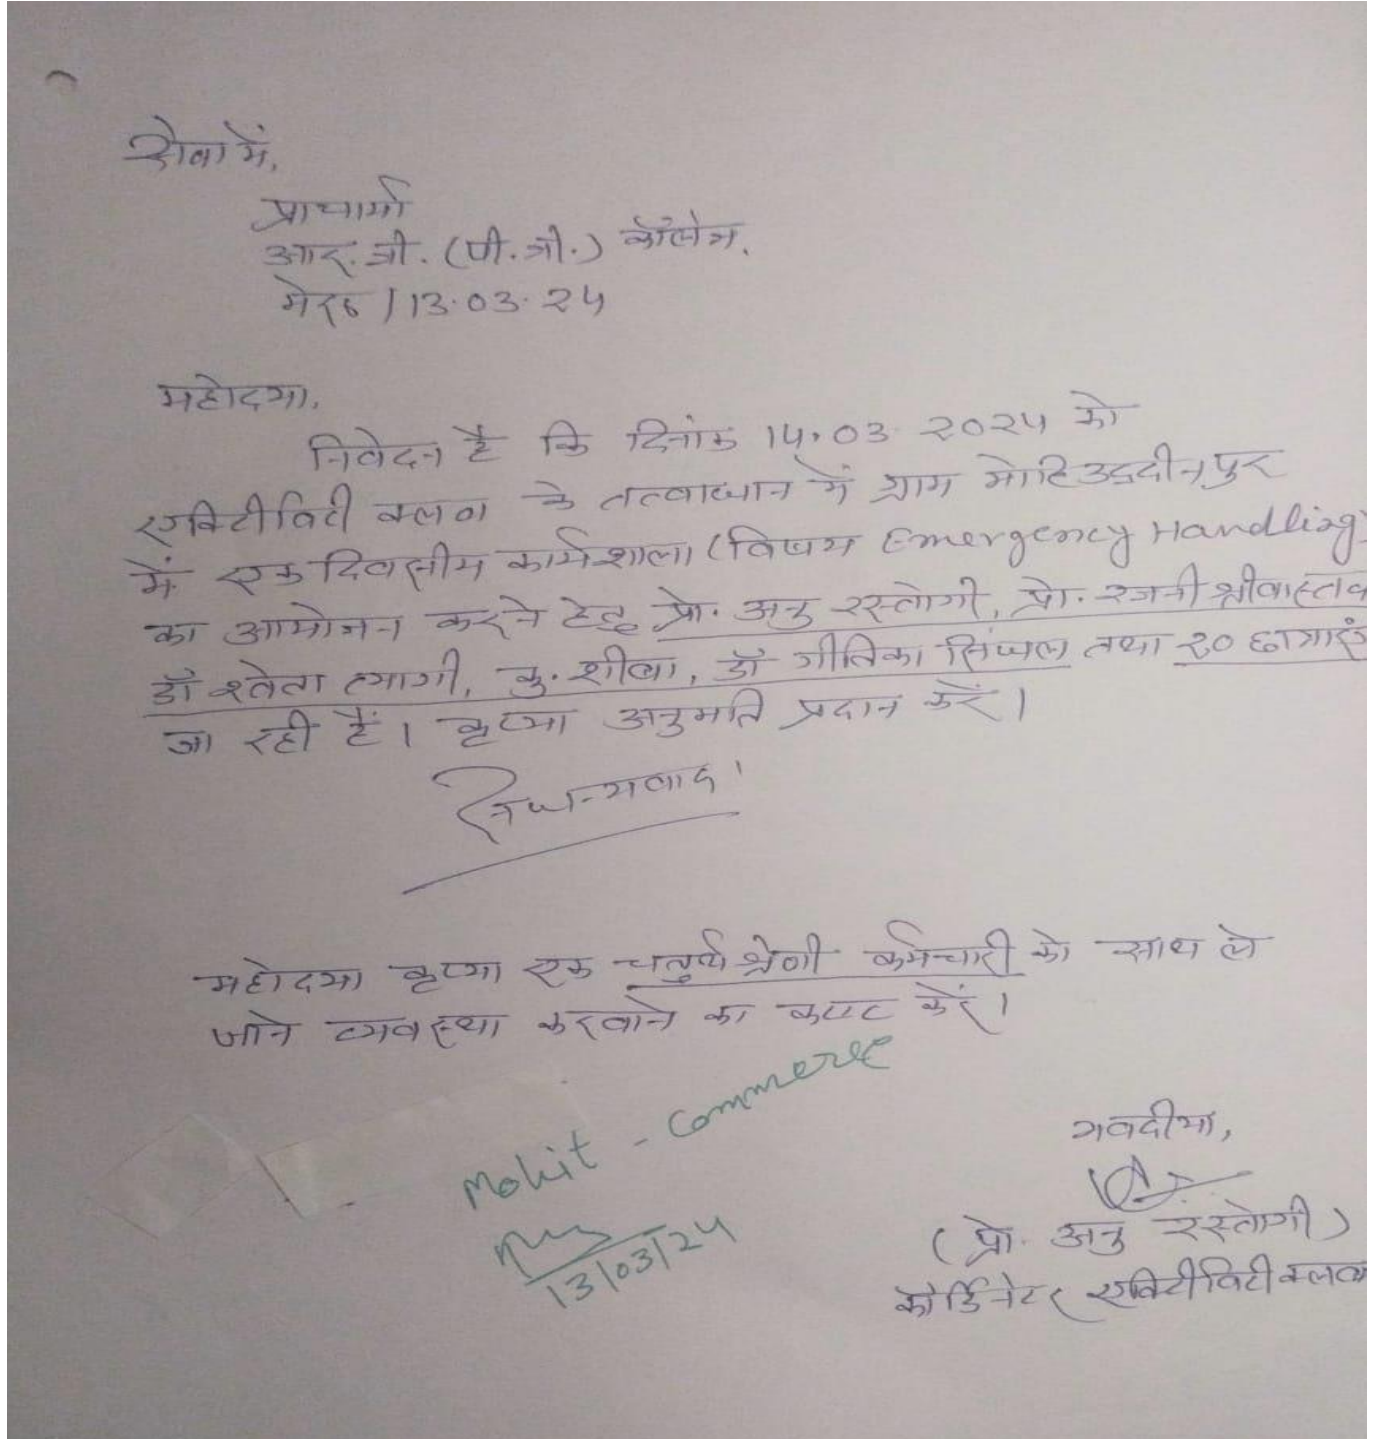 सेवा में,
प्राचार्या
आर.जी. (पी.जी.) कॉलेज,
मेरठ / 13.03.24
महोदया,
निवेदन है कि दिनांक 14.03.2024 को
एक्टिीविटी क्लब के तत्वाधान में ग्राम मोहिउद्ददीनपुर
में एक दिवसीय कार्यशाला (विषय Emergency Handling)
का आयोजन करने हेतु प्रो. अनु रस्तोगी, प्रो. रजनी श्रीवास्तव
डॉ श्वेता त्यागी, कु. शीबा, डॉ गीतिका सिंघल तथा 20 छात्राएं
जा रही हैं। कृप्या अनुमति प्रदान करें।
सधन्यवाद।
महोदया कृप्या एक चतुर्थ श्रेणी कर्मचारी को साथ ले
जाने व्यवस्था करवाने का कष्ट करें।
Mohit - Commerce
13/03/24
भवदीया,
(प्रो. अनु रस्तोगी)
कोर्डिनेटर एक्टिीविटी क्लब